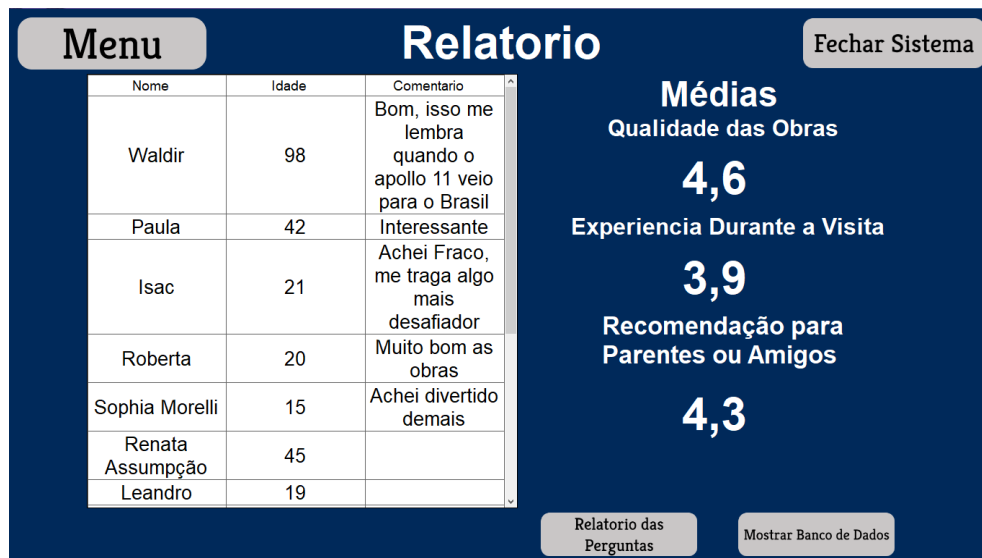 Menu
Relatorio
Fechar Sistema
Nome Idade Comentario
Waldir 98 Bom, isso me
lembra
quando o
apollo 11 veio
para o Brasil
Paula 42 Interessante
Isac 21 Achei Fraco,
me traga algo
mais
desafiador
Roberta 20 Muito bom as
obras
Sophia Morelli 15 Achei divertido
demais
Renata
Assumpção 45
Leandro 19
Médias
Qualidade das Obras
4,6
Experiencia Durante a Visita
3,9
Recomendação para
Parentes ou Amigos
4,3
Relatorio das
Perguntas
Mostrar Banco de Dados